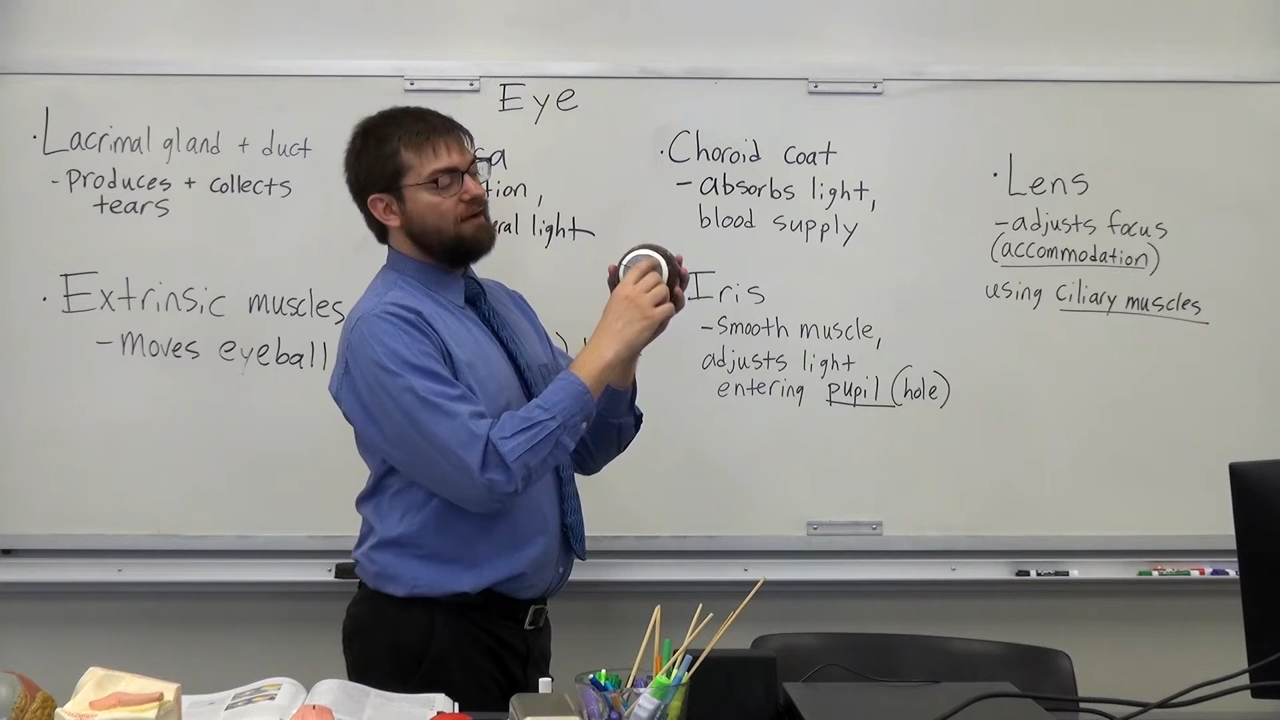 Eye
·Lacrimal gland + duct
-produces + collects
tears
·Extrinsic muscles
-moves eyeball
light
·Choroid coat
-absorbs light,
blood supply
Iris
-smooth muscle,
adjusts light
entering pupil (hole)
·Lens
-adjusts focus
(accommodation)
using ciliary muscles